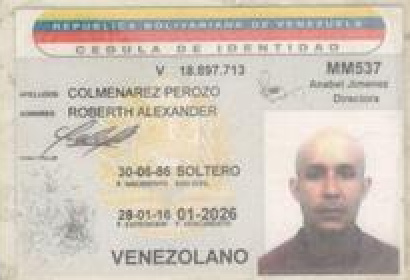 REPUBLICA BOLIVARIANA DE VENEZUELA
CEDULA DE IDENTIDAD
V 18.897.713 MM537
Anabel Jimenez
Directora
APELLIDOS COLMENAREZ PEROZO
NOMBRES ROBERTH ALEXANDER
30-06-86 SOLTERO
F. NACIMIENTO EDO. CIVIL
28-01-16 01-2026
F. EXPEDICION
VENEZOLANO